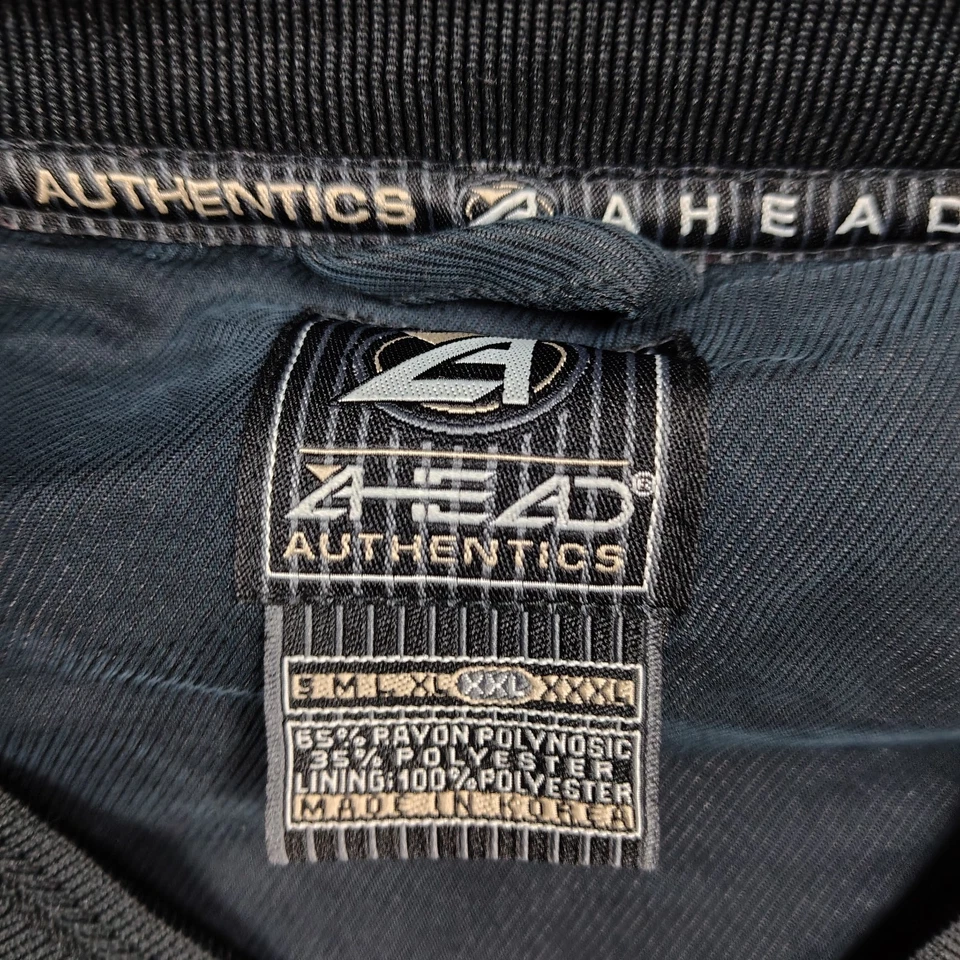 AUTHENTICS A AHEAD
A
AHEAD®
AUTHENTICS
S M L XL XXL XXXL
65% RAYON POLYNOSIC
35% POLYESTER
LINING: 100% POLYESTER
MADE IN KOREA